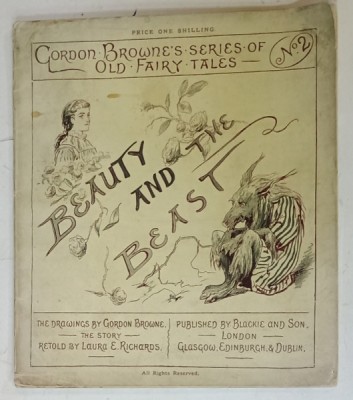 PRICE ONE SHILLING.
GORDON·BROWNE'S·SERIES·OF
OLD·FAIRY·TALES
No. 2
BEAUTY
AND THE
BEAST
THE DRAWINGS BY GORDON BROWNE.
THE STORY
RETOLD BY LAURA E. RICHARDS.
PUBLISHED BY BLACKIE AND SON,
LONDON
GLASGOW, EDINBURGH, & DUBLIN.
All Rights Reserved.